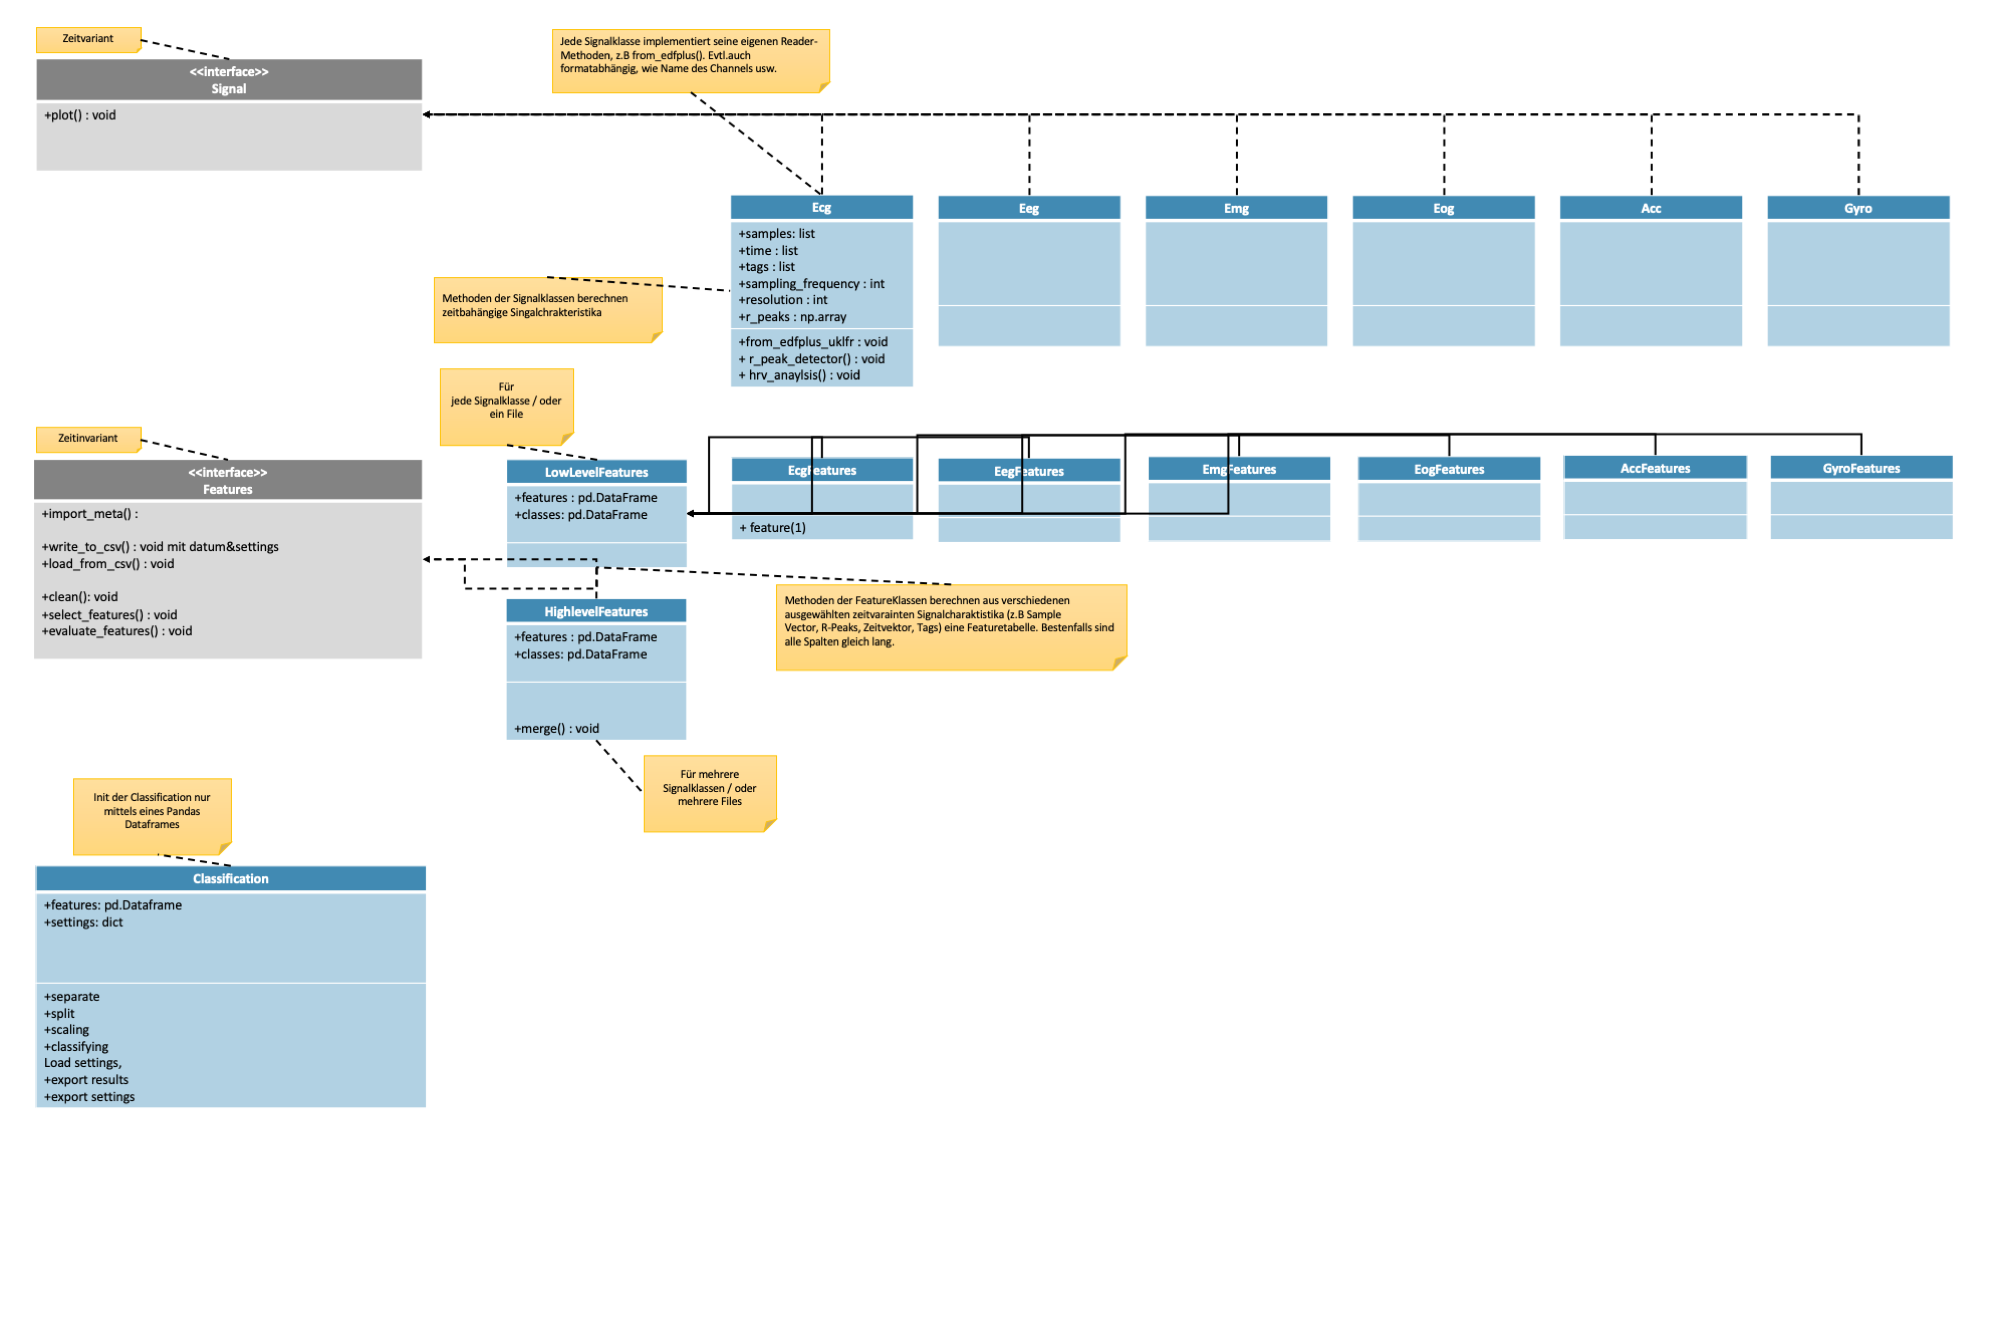 Zeitvariant
<<interface>>
Signal
+plot() : void
Jede Signalklasse implementiert seine eigenen Reader-
Methoden, z.B from_edfplus(). Evtl.auch
formatabhängig, wie Name des Channels usw.
Ecg
+samples: list
+time : list
+tags : list
+sampling_frequency : int
+resolution : int
+r_peaks : np.array
+from_edfplus_uklfr : void
+ r_peak_detector() : void
+ hrv_anaylsis() : void
Eeg
Emg
Eog
Acc
Gyro
Methoden der Signalklassen berechnen
zeitbahängige Singalchrakteristika
Für
jede Signalklasse / oder
ein File
Zeitinvariant
<<interface>>
Features
+import_meta() :
+write_to_csv() : void mit datum&settings
+load_from_csv() : void
+clean(): void
+select_features() : void
+evaluate_features() : void
LowLevelFeatures
+features : pd.DataFrame
+classes: pd.DataFrame
EcgFeatures
+ feature(1)
EegFeatures
EmgFeatures
EogFeatures
AccFeatures
GyroFeatures
HighlevelFeatures
+features : pd.DataFrame
+classes: pd.DataFrame
+merge() : void
Methoden der FeatureKlassen berechnen aus verschiedenen
ausgewählten zeitvarainten Signalcharaktistika (z.B Sample
Vector, R-Peaks, Zeitvektor, Tags) eine Featuretabelle. Bestenfalls sind
alle Spalten gleich lang.
Für mehrere
Signalklassen / oder
mehrere Files
Init der Classification nur
mittels eines Pandas
Dataframes
Classification
+features: pd.Dataframe
+settings: dict
+separate
+split
+scaling
+classifying
Load settings,
+export results
+export settings